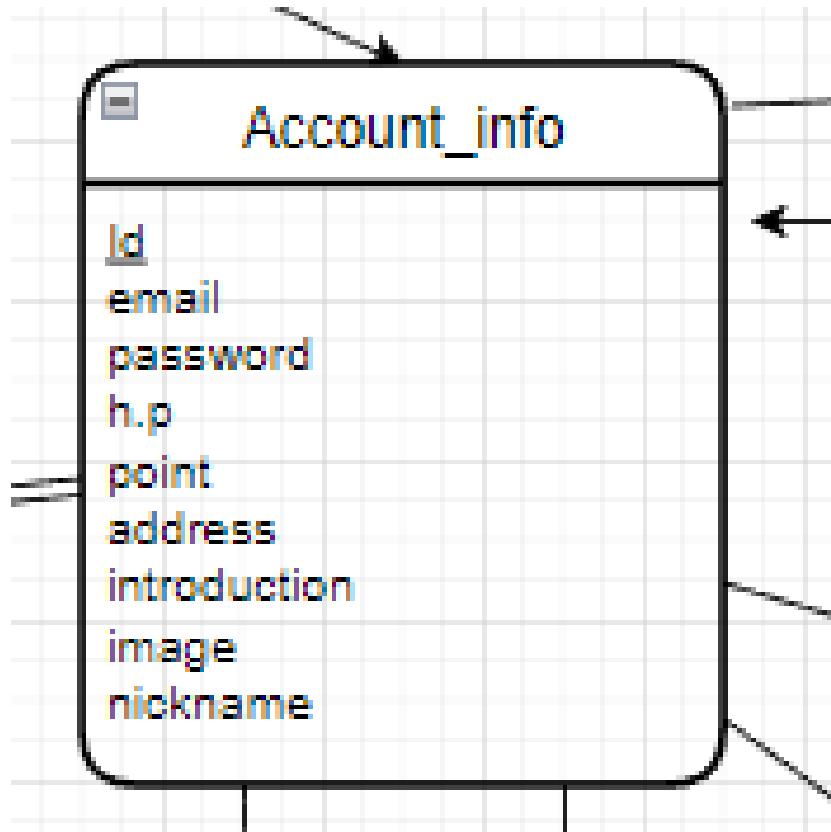 Account_info
Id
email
password
h.p
point
address
introduction
image
nickname